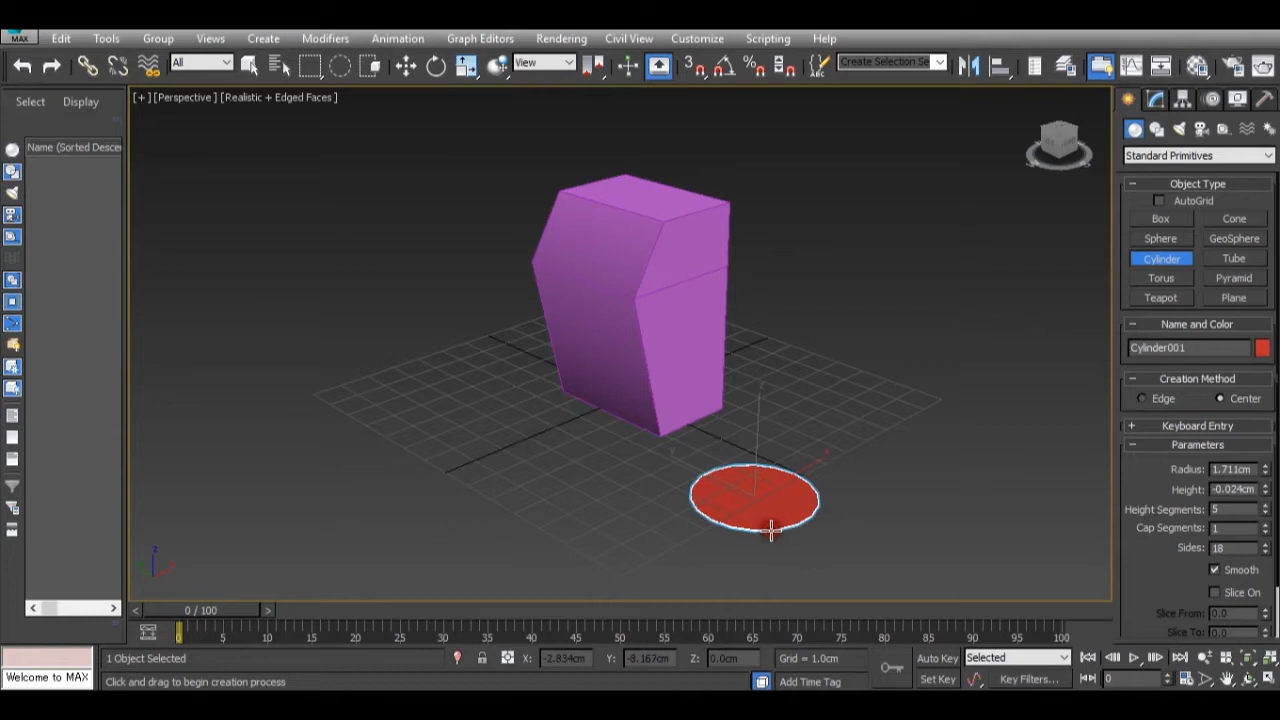 MAX Edit Tools Group Views Create Modifiers Animation Graph Editors Rendering Civil View Customize Scripting Help
All View 3 Create Selection Se
Select Display
[+] [Perspective] [Realistic + Edged Faces]
Name (Sorted Descen
Standard Primitives
Object Type
AutoGrid
Box Cone
Sphere GeoSphere
Cylinder Tube
Torus Pyramid
Teapot Plane
Name and Color
Cylinder001
Creation Method
Edge Center
Keyboard Entry
Parameters
Radius: 1.711cm
Height: -0.024cm
Height Segments: 5
Cap Segments: 1
Sides: 18
Smooth
Slice On
Slice From: 0.0
Slice To: 0.0
z
x
y
z
0 / 100
0 5 10 15 20 25 30 35 40 45 50 55 60 65 70 75 80 85 90 95 100
1 Object Selected X: -2.834cm Y: -8.167cm Z: 0.0cm Grid = 1.0cm Auto Key Selected
Welcome to MAX Click and drag to begin creation process Add Time Tag Set Key Key Filters... 0